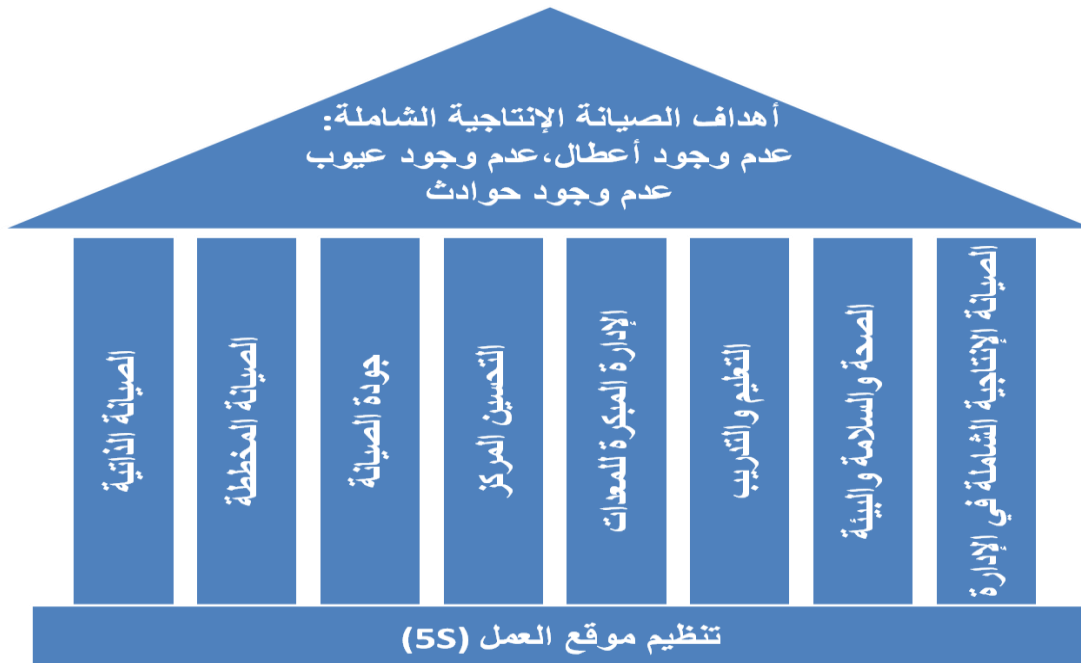 أهداف الصيانة الإنتاجية الشاملة:
عدم وجود أعطال،عدم وجود عيوب
عدم وجود حوادث
الصيانة الإنتاجية الشاملة في الإدارة
الصحة والسلامة والبيئة
التعليم والتدريب
الإدارة المبكرة للمعدات
التحسين المركز
جودة الصيانة
الصيانة المخططة
الصيانة الذاتية
تنظيم موقع العمل (5S)